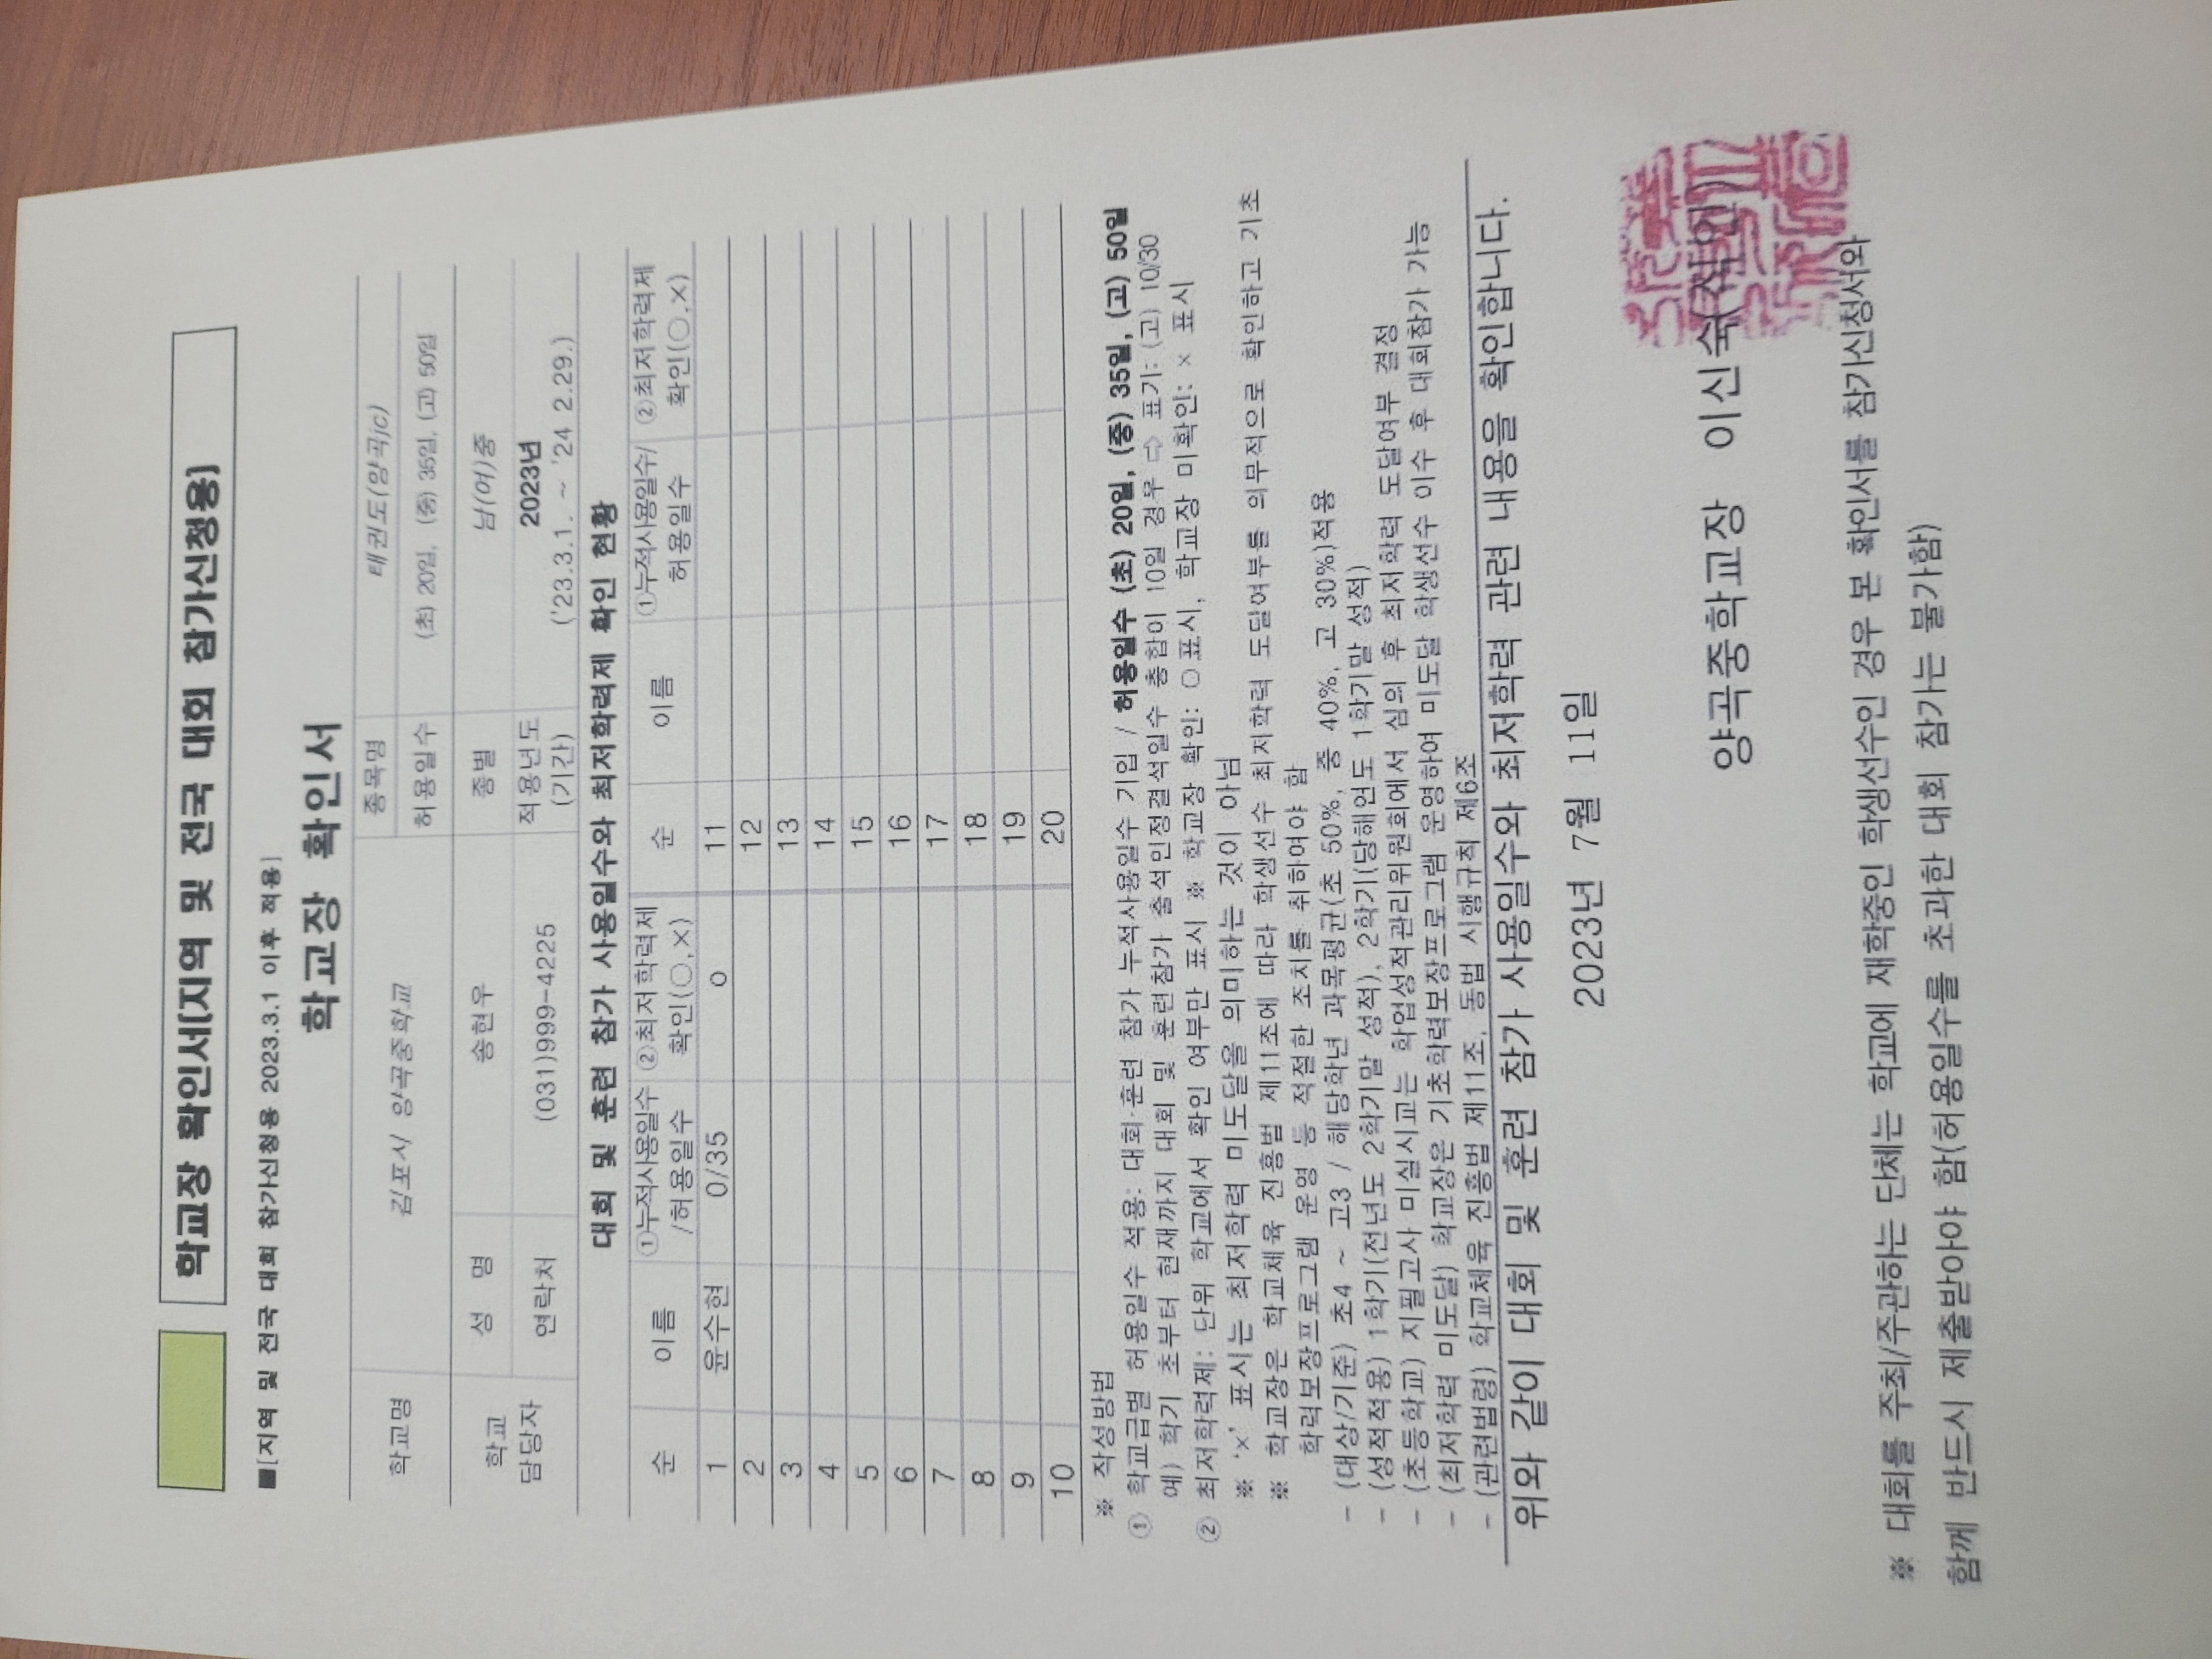 학교장 확인서(지역 및 전국 대회 참가신청용)
■[지역 및 전국 대회 참가신청용 2023.3.1 이후 적용]
학교장 확인서
학교명 김포시 양곡중학교 종목명 태권도(양곡jc)
허용일수 (초) 20일, (중) 35일, (고) 50일
학교 담당자 성 명 송현우 종별 남(여)중
연락처 (031)999-4225 적용년도 (기간) 2023년 ('23.3.1. ~ '24 2.29.)
대회 및 훈련 참가 사용일수와 최저학력제 확인 현황
순 이름 ①누적사용일수/허용일수 ②최저학력제 확인(○,×) 순 이름 ①누적사용일수/허용일수 ②최저학력제 확인(○,×)
1 윤수현 0/35 o 11
2 12
3 13
4 14
5 15
6 16
7 17
8 18
9 19
10 20
※ 작성방법
① 학교급별 허용일수 적용: 대회·훈련 참가 누적사용일수 기입 / 허용일수 (초) 20일, (중) 35일, (고) 50일
예) 학기 초부터 현재까지 대회 및 훈련참가 출석인정결석일수 총합이 10일 경우 ⇨ 표기: (고) 10/30
② 최저학력제: 단위 학교에서 확인 여부만 표시 ※ 학교장 확인: ○표시, 학교장 미확인: × 표시
※ '×' 표시는 최저학력 미도달을 의미하는 것이 아님
※ 학교장은 학교체육 진흥법 제11조에 따라 학생선수 최저학력 도달여부를 의무적으로 확인하고 기초
학력보장프로그램 운영 등 적절한 조치를 취하여야 함
- (대상/기준) 초4 ~ 고3 / 해당학년 과목평균(초 50%, 중 40%, 고 30%)적용
- (성적적용) 1학기(전년도 2학기말 성적), 2학기(당해연도 1학기말 성적)
- (초등학교) 지필고사 미실시교는 학업성적관리위원회에서 심의 후 최저학력 도달여부 결정
- (최저학력 미도달) 학교장은 기초학력보장프로그램 운영하여 미도달 학생선수 이수 후 대회참가 가능
- (관련법령) 학교체육 진흥법 제11조, 동법 시행규칙 제6조
위와 같이 대회 및 훈련 참가 사용일수와 최저학력 관련 내용을 확인합니다.
2023년 7월 11일
양곡중학교장 이신숙(직인)
※ 대회를 주최/주관하는 단체는 학교에 재학중인 학생선수인 경우 본 확인서를 참가신청서와
함께 반드시 제출받아야 함(허용일수를 초과한 대회 참가는 불가함)